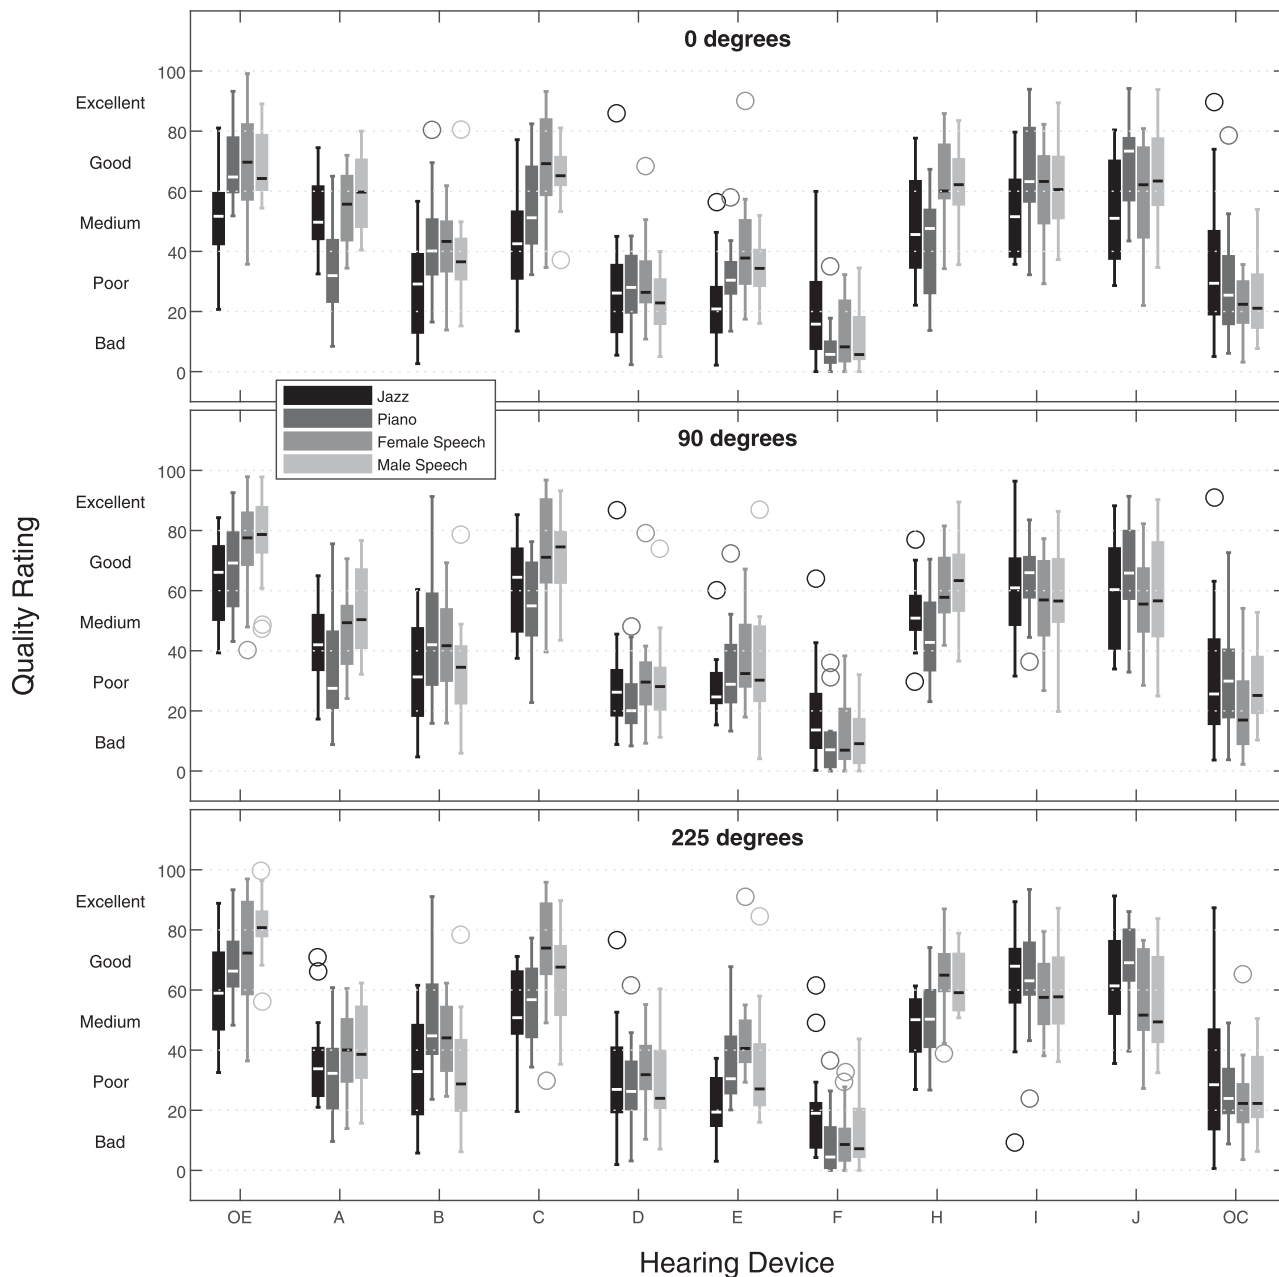 0 degrees
100
Excellent
80
Good
60
Medium
40
Poor
20
Bad
0
Jazz
Piano
Female Speech
Male Speech
90 degrees
100
Excellent
80
Good
60
Medium
40
Poor
20
Bad
0
Quality Rating
225 degrees
100
Excellent
80
Good
60
Medium
40
Poor
20
Bad
0
OE A B C D E F H I J OC
Hearing Device